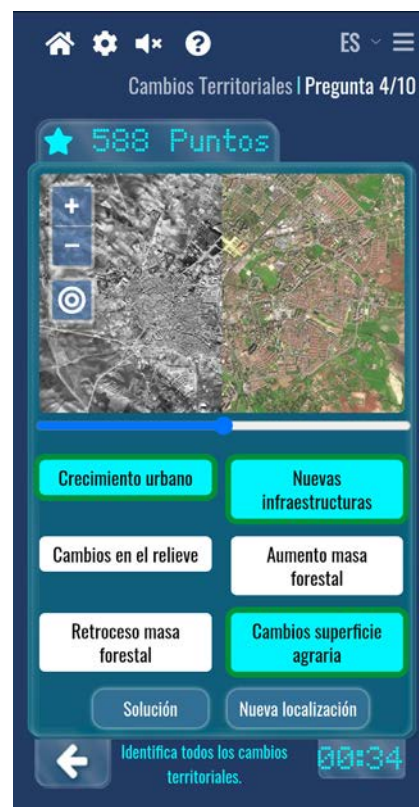 ES
Cambios Territoriales | Pregunta 4/10
588 Puntos
+
−
Crecimiento urbano
Nuevas
infraestructuras
Cambios en el relieve
Aumento masa
forestal
Retroceso masa
forestal
Cambios superficie
agraria
Solución
Nueva localización
Identifica todos los cambios
territoriales.
00:34